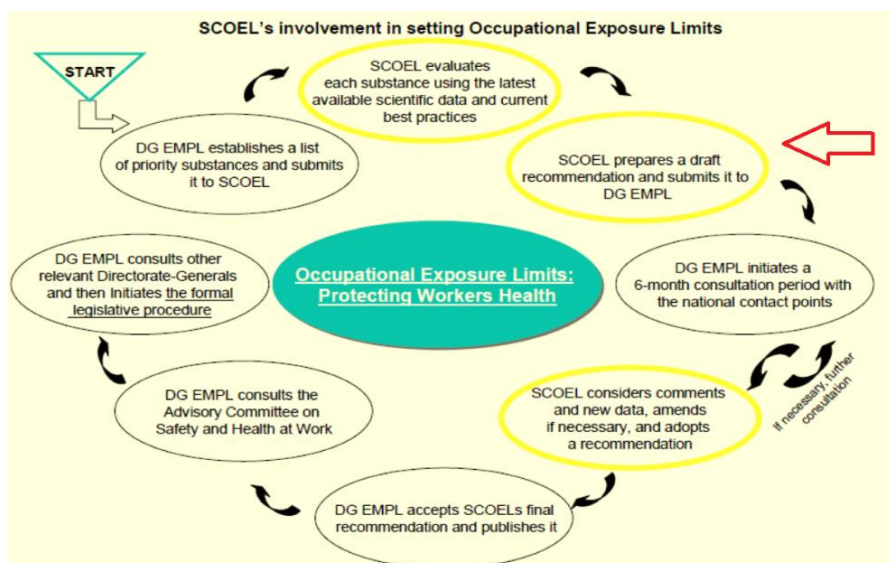 SCOEL's involvement in setting Occupational Exposure Limits
START
SCOEL evaluates
each substance using the latest
available scientific data and current
best practices
DG EMPL establishes a list
of priority substances and submits
it to SCOEL
SCOEL prepares a draft
recommendation and submits it to
DG EMPL
DG EMPL consults other
relevant Directorate-Generals
and then Initiates the formal
legislative procedure
Occupational Exposure Limits:
Protecting Workers Health
DG EMPL initiates a
6-month consultation period with
the national contact points
DG EMPL consults the
Advisory Committee on
Safety and Health at Work
SCOEL considers comments
and new data, amends
if necessary, and adopts
a recommendation
If necessary, further
consultation
DG EMPL accepts SCOELs final
recommendation and publishes it